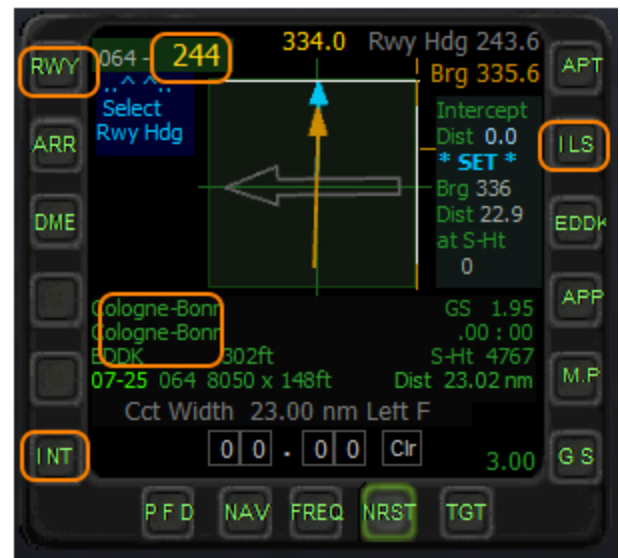 RWY
ARR
DME
INT
064 - 244
334.0
Rwy Hdg 243.6
Brg 335.6
..^ ^..
Select
Rwy Hdg
Intercept
Dist 0.0
* SET *
Brg 336
Dist 22.9
at S-Ht
0
Cologne-Bonn
GS 1.95
Cologne-Bonn
.00 : 00
EDDK 302ft
S-Ht 4767
07-25 064 8050 x 148ft
Dist 23.02 nm
Cct Width 23.00 nm Left F
0 0 . 0 0 Clr
3.00
APT
ILS
EDDK
APP
M.P
G S
PFD
NAV
FREQ
NRST
TGT